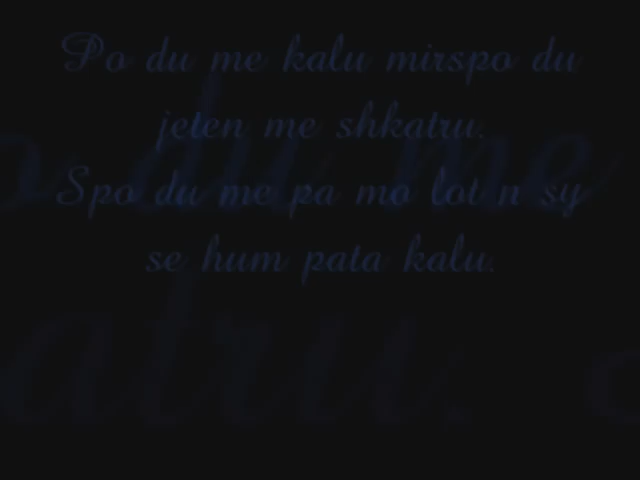 Po du me kalu mirspo du
jeten me shkatru.
Spo du me pa mo lot n sy
se hum pata kalu.